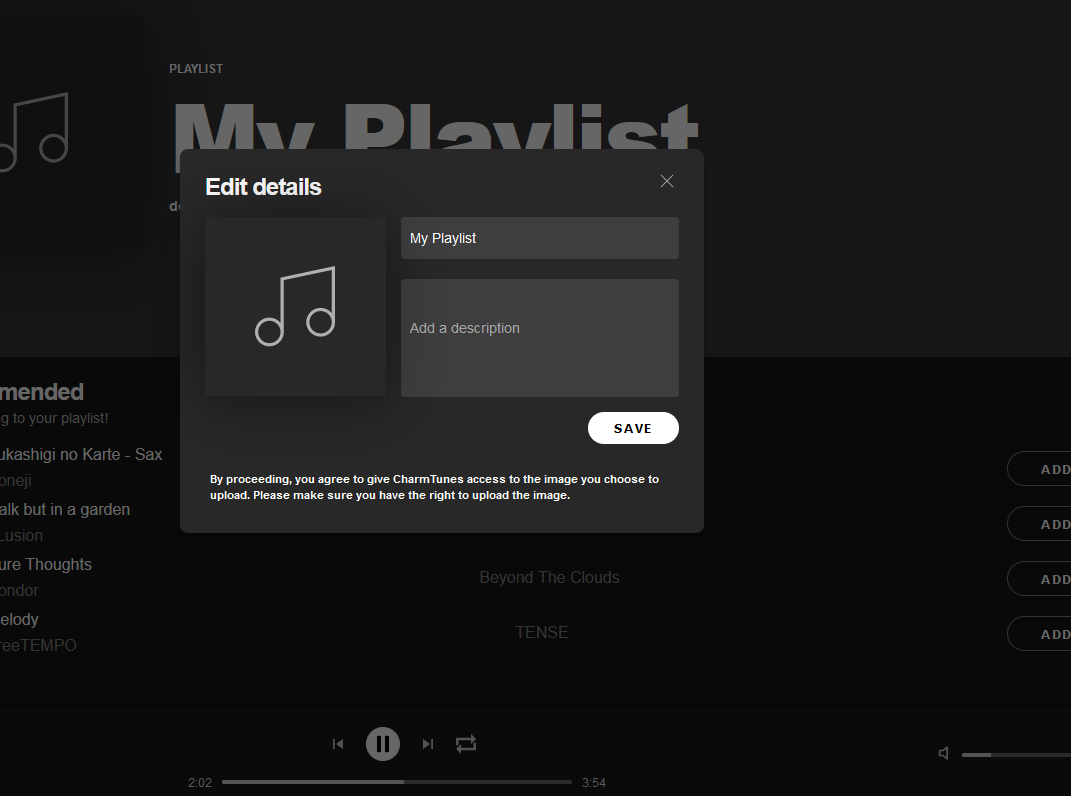 PLAYLIST
My Playlist
Edit details
My Playlist
Add a description
SAVE
By proceeding, you agree to give CharmTunes access to the image you choose to
upload. Please make sure you have the right to upload the image.
mended
g to your playlist!
ukashigi no Karte - Sax
oneji
ADD
alk but in a garden
Lusion
ADD
ure Thoughts
ondor
Beyond The Clouds
ADD
elody
reeTEMPO
TENSE
ADD
2:02
3:54